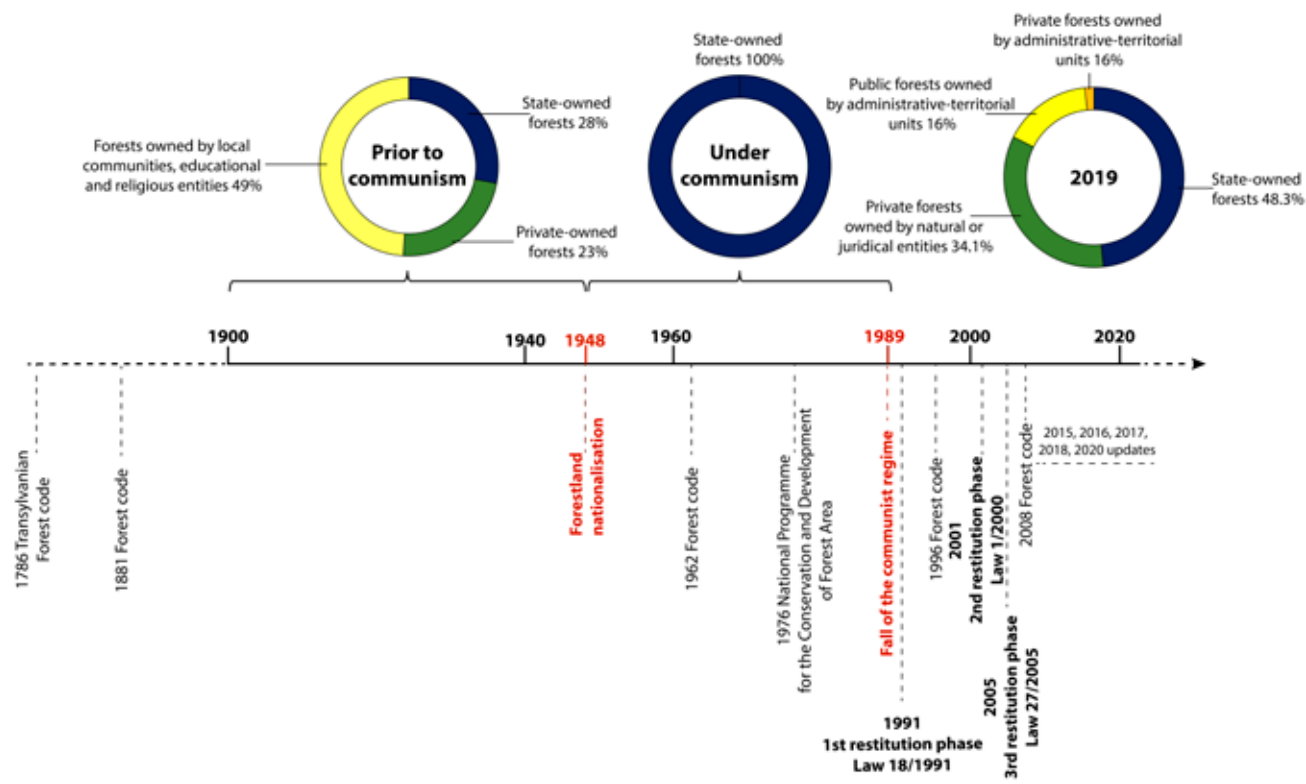 State-owned
forests 28%
Forests owned by local
communities, educational
and religious entities 49%
Prior to
communism
Private-owned
forests 23%
State-owned
forests 100%
Under
communism
Private forests owned
by administrative-territorial
units 16%
Public forests owned
by administrative-territorial
units 16%
2019
State-owned
forests 48.3%
Private forests
owned by natural or
juridical entities 34.1%
1900
1940
1948
1960
1989
2000
2020
1786 Transylvanian
Forest code
1881 Forest code
Forestland
nationalisation
1962 Forest code
1976 National Programme
for the Conservation and Development
of Forest Area
Fall of the communist regime
1991
1st restitution phase
Law 18/1991
1996 Forest code
2001
2nd restitution phase
Law 1/2000
2005
3rd restitution phase
Law 27/2005
2008 Forest code
2015, 2016, 2017,
2018, 2020 updates